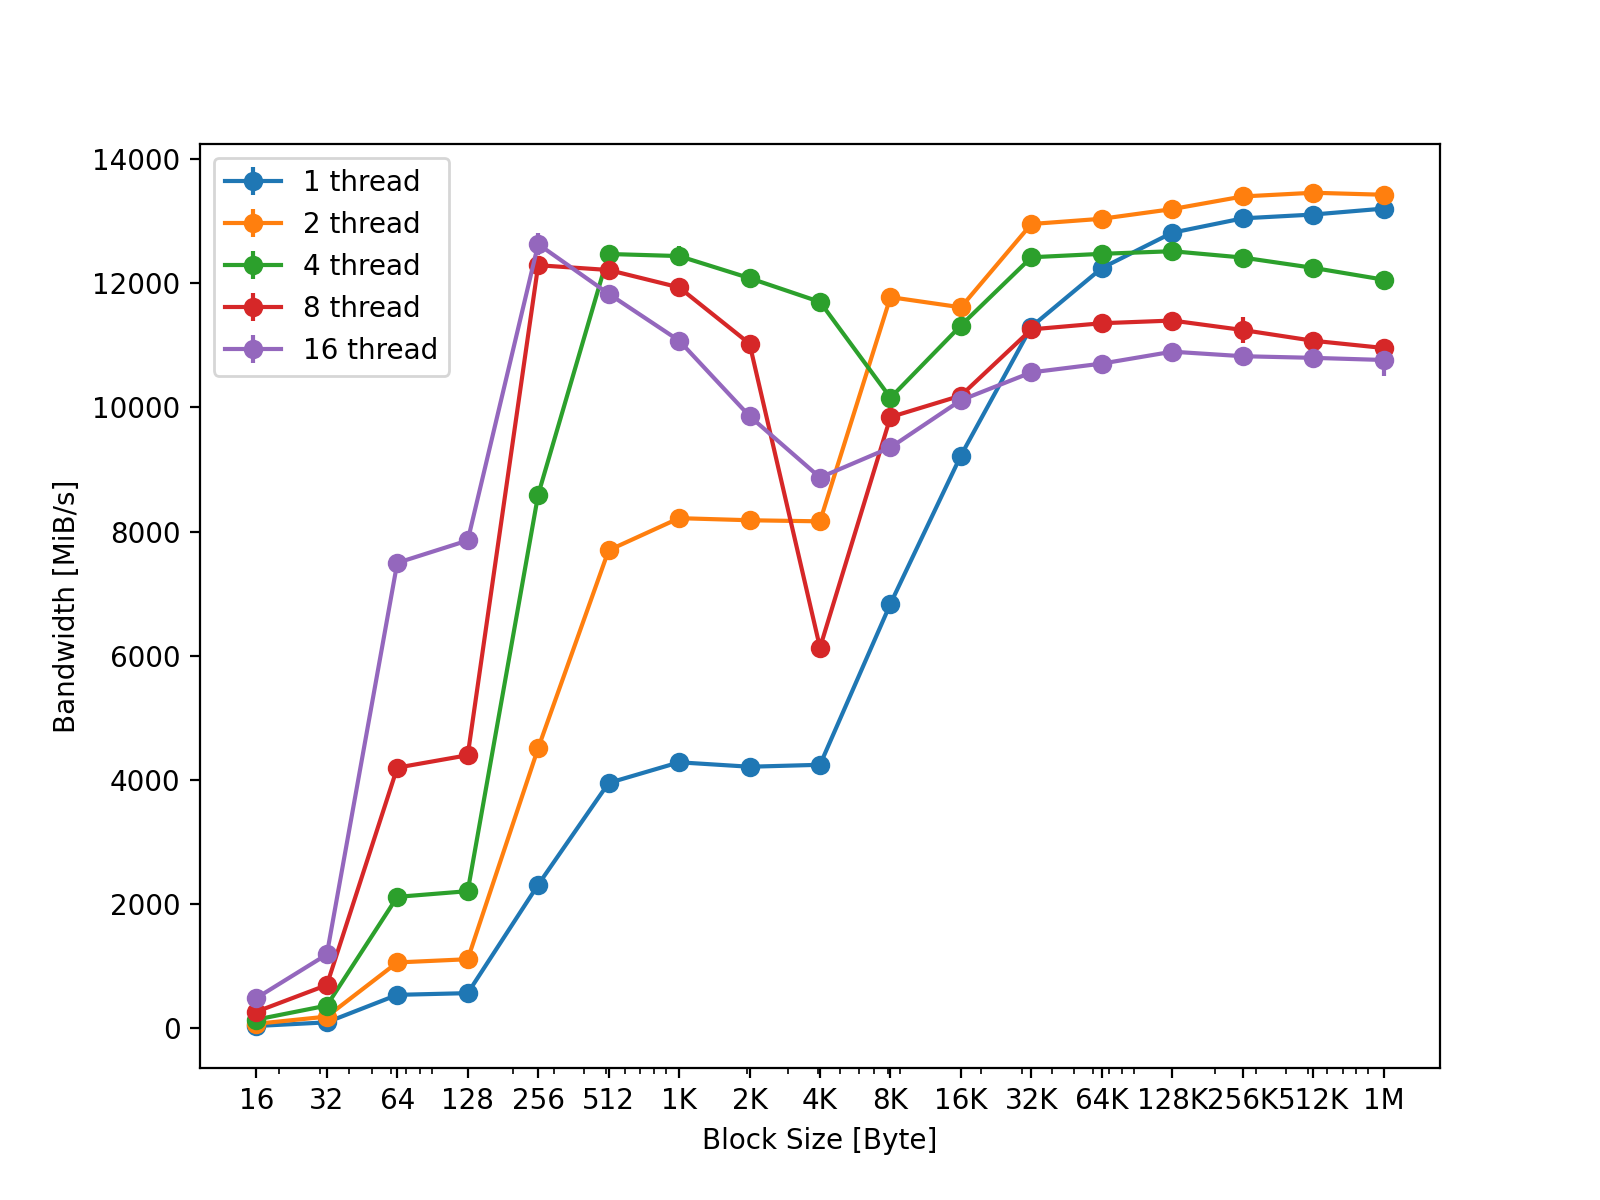 14000
12000
10000
8000
6000
4000
2000
0
Bandwidth [MiB/s]
1 thread
2 thread
4 thread
8 thread
16 thread
16 32 64 128 256 512 1K 2K 4K 8K 16K 32K 64K 128K 256K 512K 1M
Block Size [Byte]